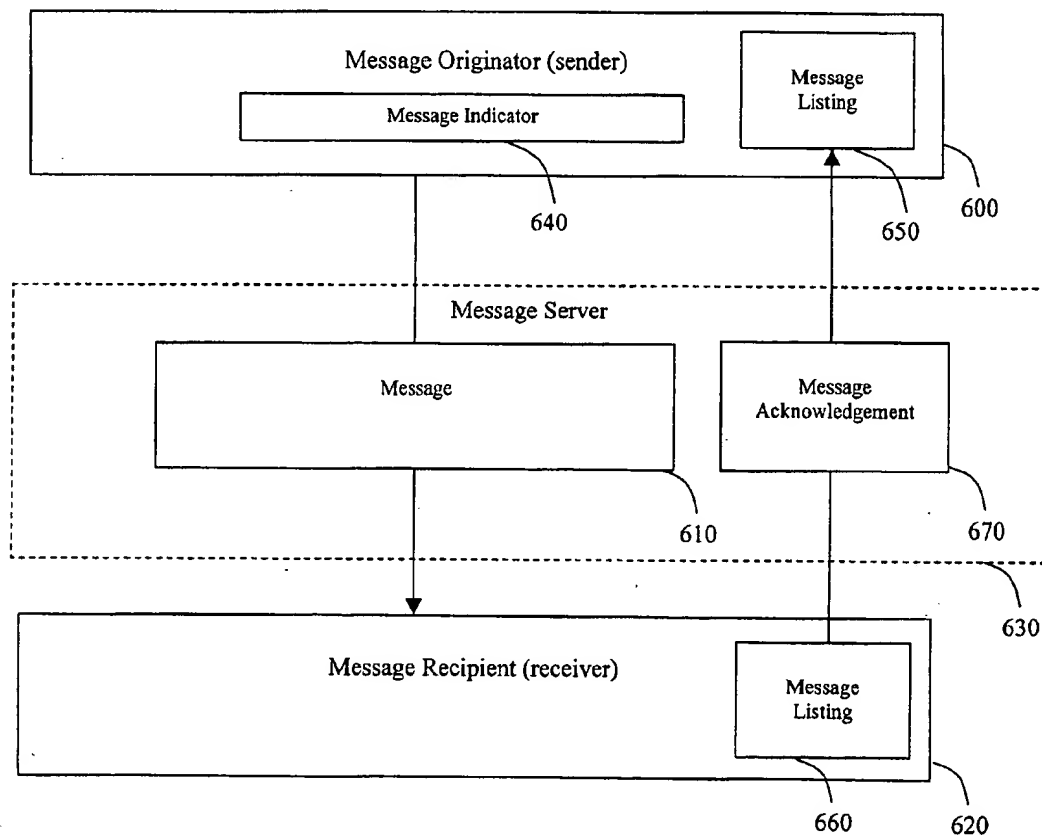 Message Originator (sender)
Message
Listing
Message Indicator
640
650
600
Message Server
Message
Message
Acknowledgement
610
670
630
Message Recipient (receiver)
Message
Listing
660
620